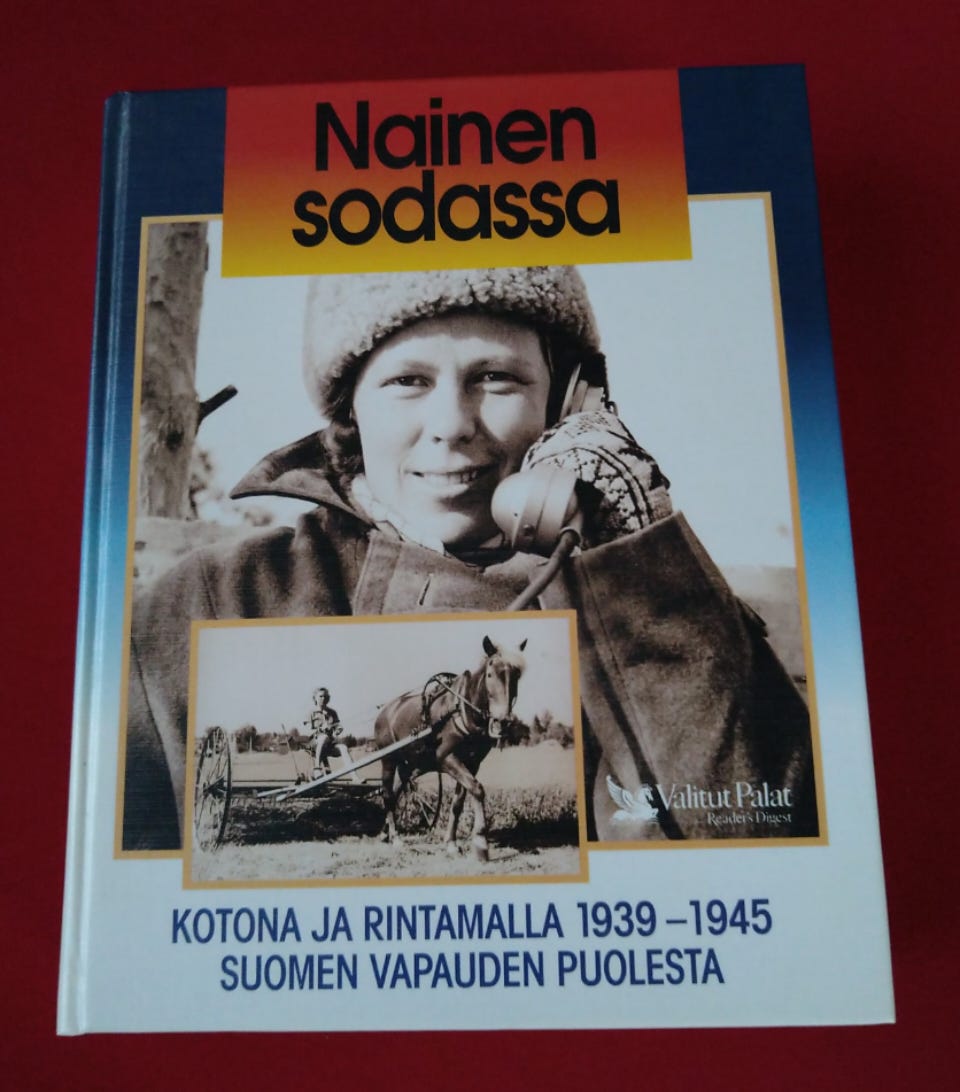 Nainen
sodassa
Valitut Palat
Reader's Digest
KOTONA JA RINTAMALLA 1939 –1945
SUOMEN VAPAUDEN PUOLESTA